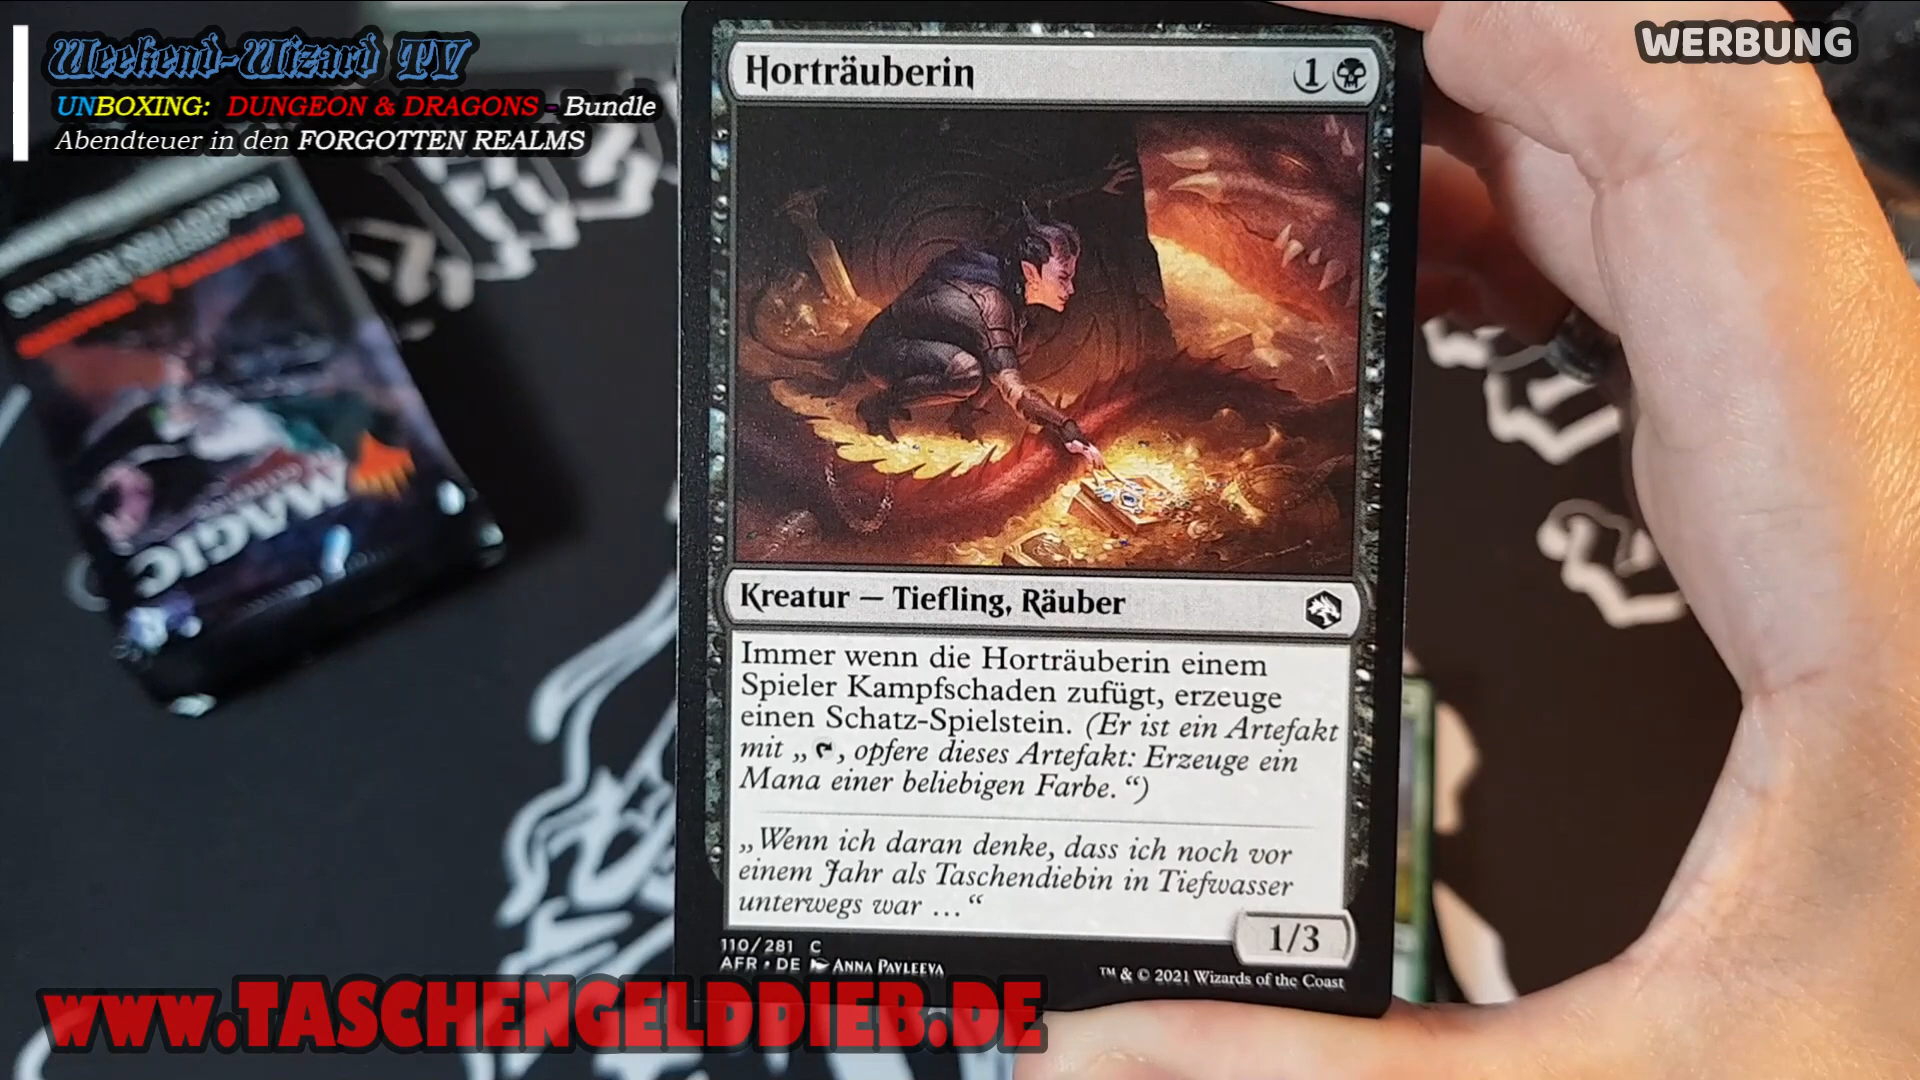 Weekend-Wizard TV
UNBOXING: DUNGEON & DRAGONS - Bundle
Abendteuer in den FORGOTTEN REALMS
WERBUNG
Horträuberin 1
Kreatur — Tiefling, Räuber
Immer wenn die Horträuberin einem
Spieler Kampfschaden zufügt, erzeuge
einen Schatz-Spielstein. (Er ist ein Artefakt
mit „, opfere dieses Artefakt: Erzeuge ein
Mana einer beliebigen Farbe.“)
„Wenn ich daran denke, dass ich noch vor
einem Jahr als Taschendiebin in Tiefwasser
unterwegs war …“
1/3
110/281 C
AFR • DE ANNA PAVLEEVA
™ & © 2021 Wizards of the Coast
MAGIC
www.TASCHENGELDDIEB.DE